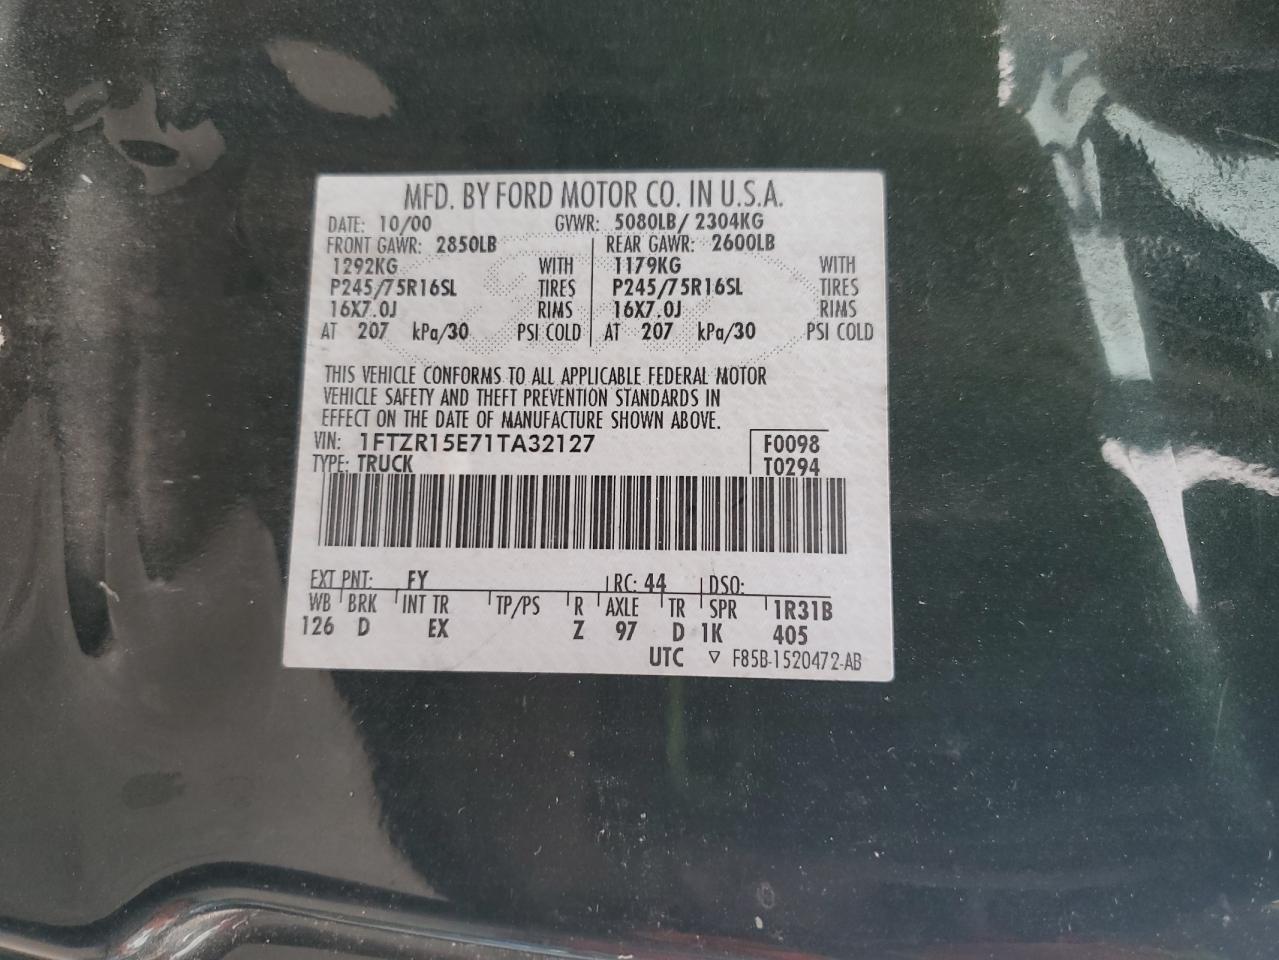 MFD. BY FORD MOTOR CO. IN U.S.A.
DATE: 10/00 GVWR: 5080LB/ 2304KG
FRONT GAWR: 2850LB REAR GAWR: 2600LB
1292KG WITH 1179KG WITH
P245/75R16SL TIRES P245/75R16SL TIRES
16X7.0J RIMS 16X7.0J RIMS
AT 207 kPa/30 PSI COLD AT 207 kPa/30 PSI COLD
THIS VEHICLE CONFORMS TO ALL APPLICABLE FEDERAL MOTOR
VEHICLE SAFETY AND THEFT PREVENTION STANDARDS IN
EFFECT ON THE DATE OF MANUFACTURE SHOWN ABOVE.
VIN: 1FTZR15E71TA32127 F0098
TYPE: TRUCK T0294
EXT PNT: FY RC: 44 DSO:
WB BRK INT TR TP/PS R AXLE TR SPR 1R31B
126 D EX Z 97 D 1K 405
UTC ▽ F85B-1520472-AB